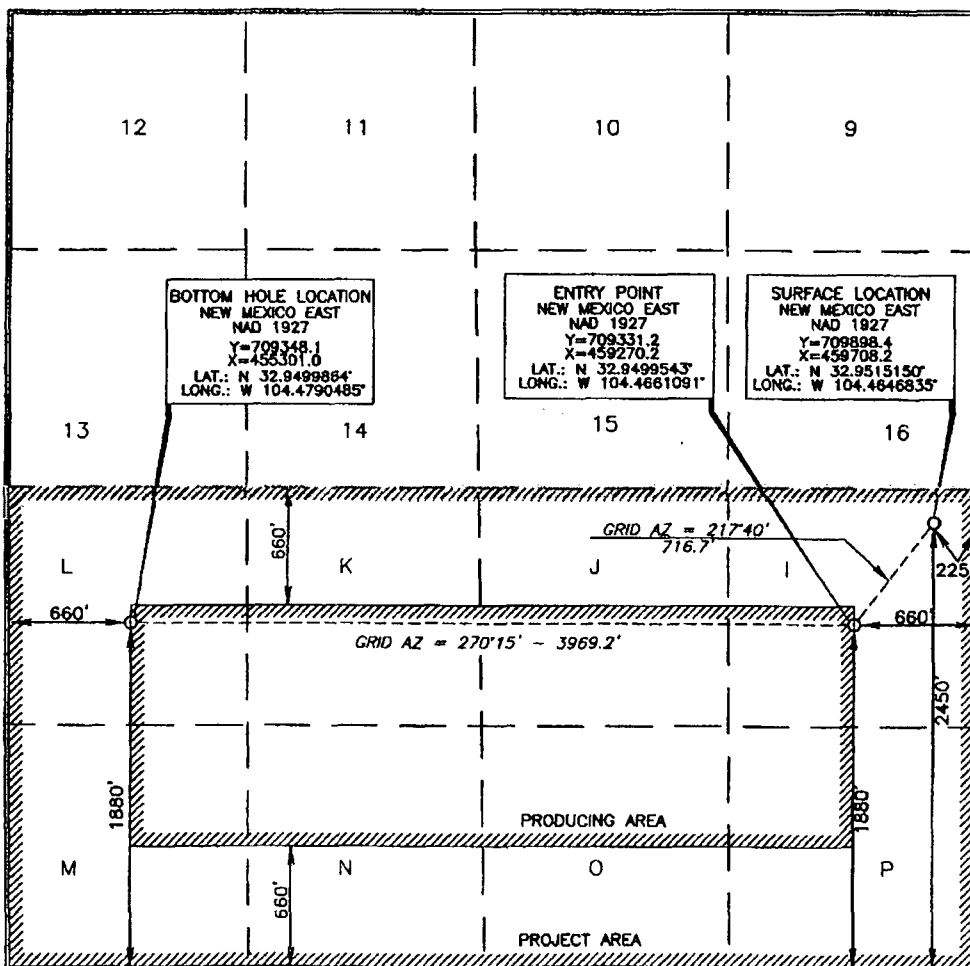 12
11
10
9
BOTTOM HOLE LOCATION
NEW MEXICO EAST
NAD 1927
Y=709348.1
X=455301.0
LAT.: N 32.9499864°
LONG.: W 104.4790485°
ENTRY POINT
NEW MEXICO EAST
NAD 1927
Y=709331.2
X=459270.2
LAT.: N 32.9499543°
LONG.: W 104.4661091°
SURFACE LOCATION
NEW MEXICO EAST
NAD 1927
Y=709898.4
X=459708.2
LAT.: N 32.9515150°
LONG.: W 104.4646835°
13
14
15
16
660'
GRID AZ = 217°40'
716.7'
L
K
J
I
225
660'
660'
GRID AZ = 270°15' ~ 3969.2'
2450'
1880'
1880'
PRODUCING AREA
M
N
O
P
660'
PROJECT AREA